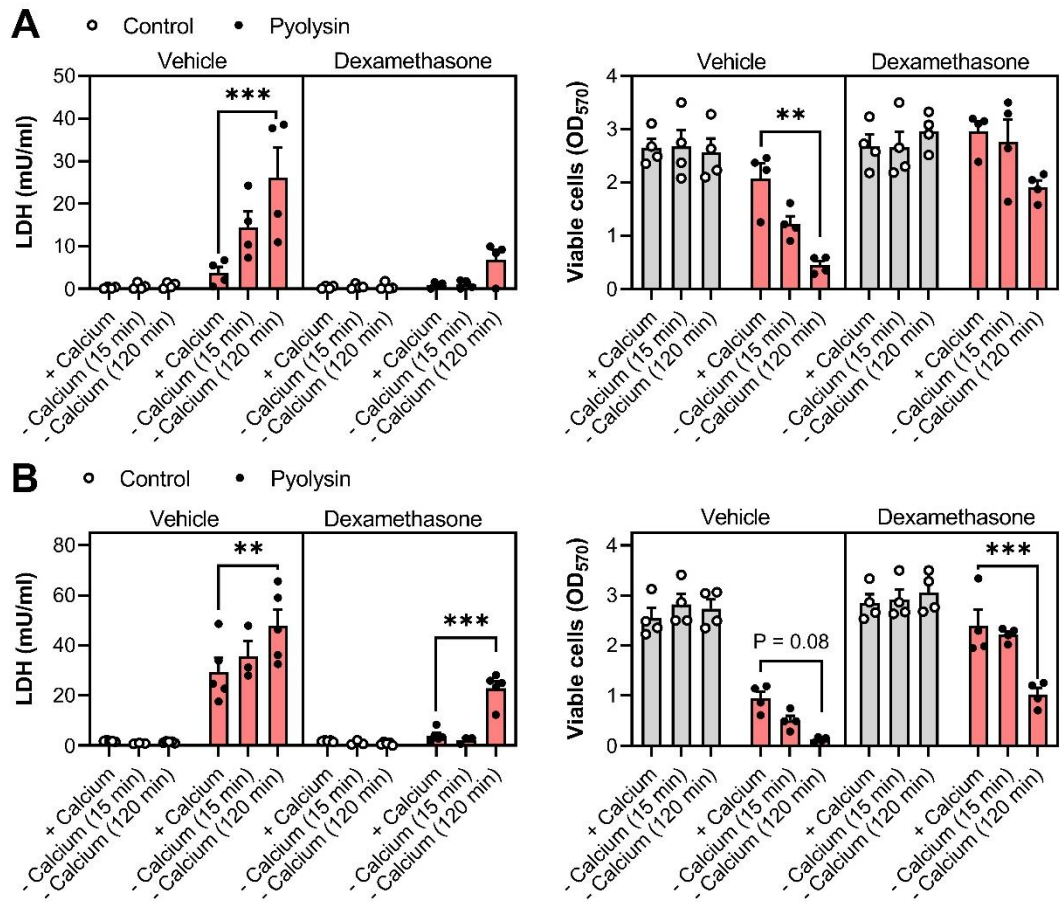 A
Control Pyolysin
Vehicle Dexamethasone
LDH (mU/ml)
50
40
30
20
10
0
***
+ Calcium
- Calcium (15 min)
- Calcium (120 min)
+ Calcium
- Calcium (15 min)
- Calcium (120 min)
+ Calcium
- Calcium (15 min)
- Calcium (120 min)
+ Calcium
- Calcium (15 min)
- Calcium (120 min)
Vehicle Dexamethasone
Viable cells (OD570)
4
3
2
1
0
**
+ Calcium
- Calcium (15 min)
- Calcium (120 min)
+ Calcium
- Calcium (15 min)
- Calcium (120 min)
+ Calcium
- Calcium (15 min)
- Calcium (120 min)
+ Calcium
- Calcium (15 min)
- Calcium (120 min)
B
Control Pyolysin
Vehicle Dexamethasone
LDH (mU/ml)
80
60
40
20
0
**
***
+ Calcium
- Calcium (15 min)
- Calcium (120 min)
+ Calcium
- Calcium (15 min)
- Calcium (120 min)
+ Calcium
- Calcium (15 min)
- Calcium (120 min)
+ Calcium
- Calcium (15 min)
- Calcium (120 min)
Vehicle Dexamethasone
Viable cells (OD570)
4
3
2
1
0
P = 0.08
***
+ Calcium
- Calcium (15 min)
- Calcium (120 min)
+ Calcium
- Calcium (15 min)
- Calcium (120 min)
+ Calcium
- Calcium (15 min)
- Calcium (120 min)
+ Calcium
- Calcium (15 min)
- Calcium (120 min)